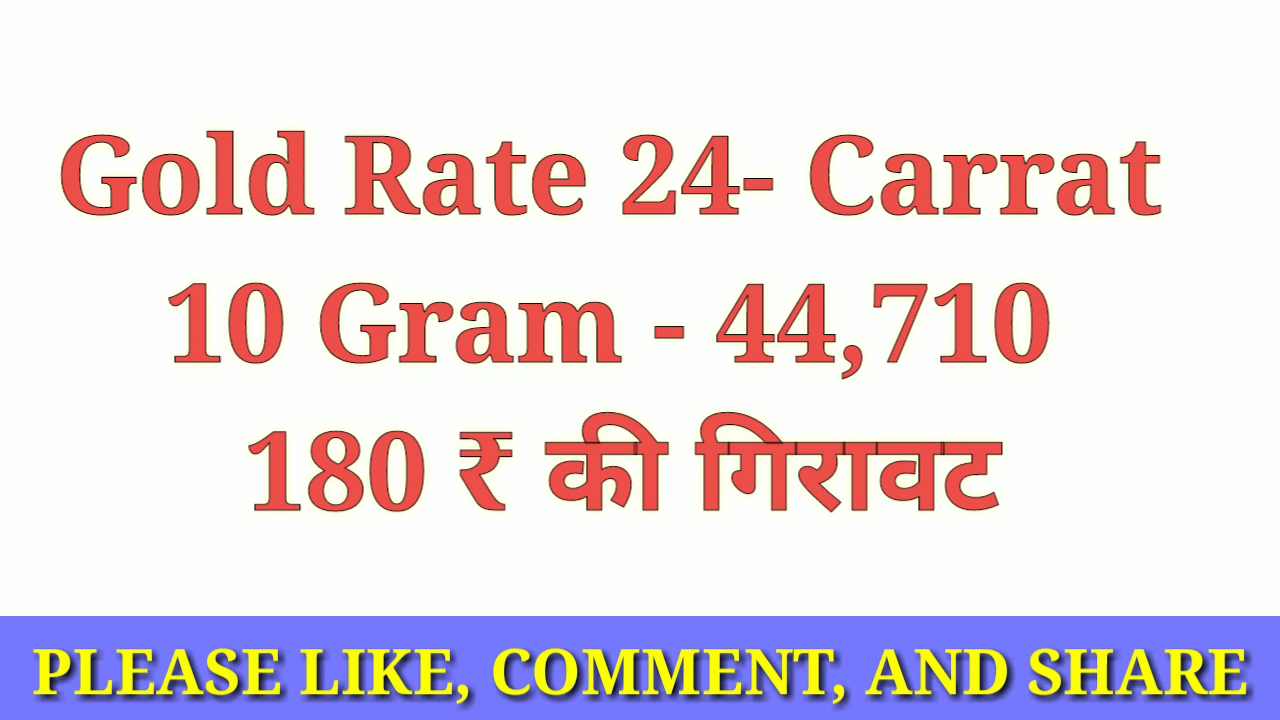 Gold Rate 24- Carrat
10 Gram - 44,710
180 ₹ की गिरावट
PLEASE LIKE, COMMENT, AND SHARE